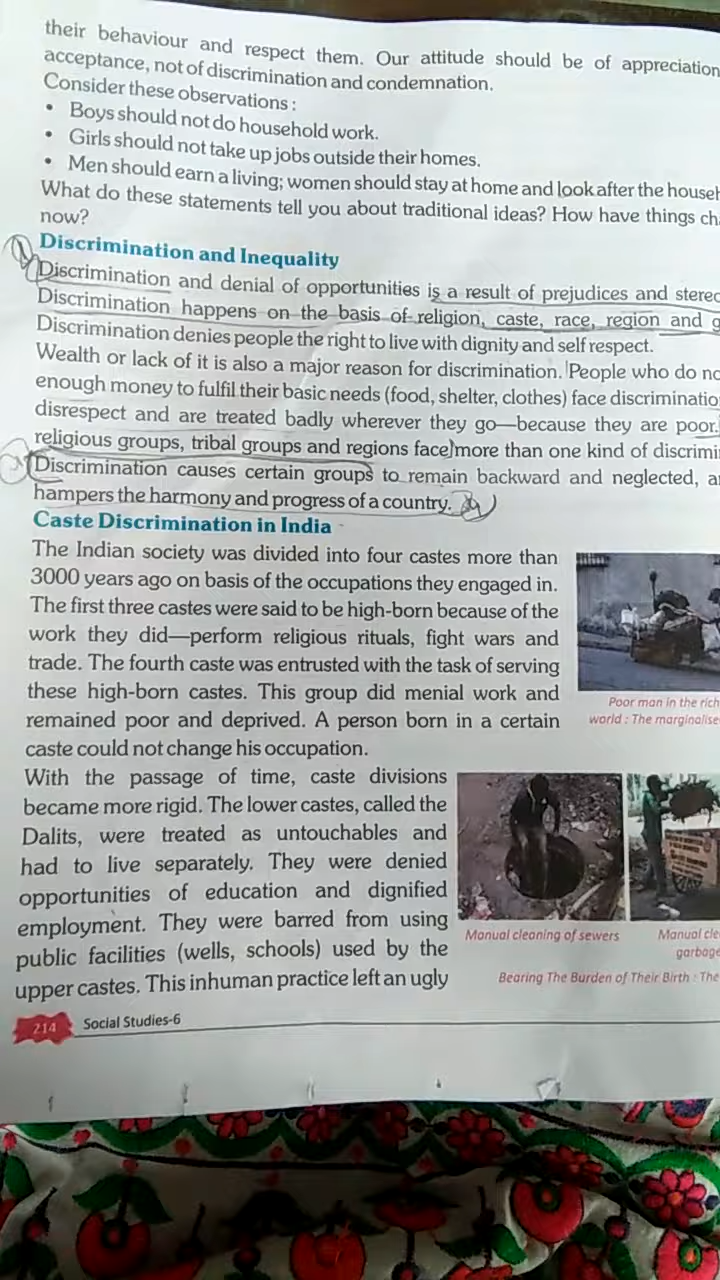 their behaviour and respect them. Our attitude should be of appreciation
acceptance, not of discrimination and condemnation.
Consider these observations :
• Boys should not do household work.
• Girls should not take up jobs outside their homes.
• Men should earn a living; women should stay at home and look after the
What do these statements tell you about traditional ideas? How have things
now?
Discrimination and Inequality
Discrimination and denial of opportunities is a result of prejudices and
Discrimination happens on the basis of religion, caste, race, region and
Discrimination denies people the right to live with dignity and self respect.
Wealth or lack of it is also a major reason for discrimination. People who do
enough money to fulfil their basic needs (food, shelter, clothes) face
disrespect and are treated badly wherever they go—because they are poor.
religious groups, tribal groups and regions face more than one kind of
Discrimination causes certain groups to remain backward and neglected,
hampers the harmony and progress of a country.
Caste Discrimination in India
The Indian society was divided into four castes more than
3000 years ago on basis of the occupations they engaged in.
The first three castes were said to be high-born because of the
work they did—perform religious rituals, fight wars and
trade. The fourth caste was entrusted with the task of serving
these high-born castes. This group did menial work and
remained poor and deprived. A person born in a certain
caste could not change his occupation.
Poor man in the rich
world : The
With the passage of time, caste divisions
became more rigid. The lower castes, called the
Dalits, were treated as untouchables and
had to live separately. They were denied
opportunities of education and dignified
employment. They were barred from using
public facilities (wells, schools) used by the
upper castes. This inhuman practice left an ugly
Manual cleaning of sewers
Manual
garbage
Bearing The Burden of Their Birth : The
214 Social Studies-6